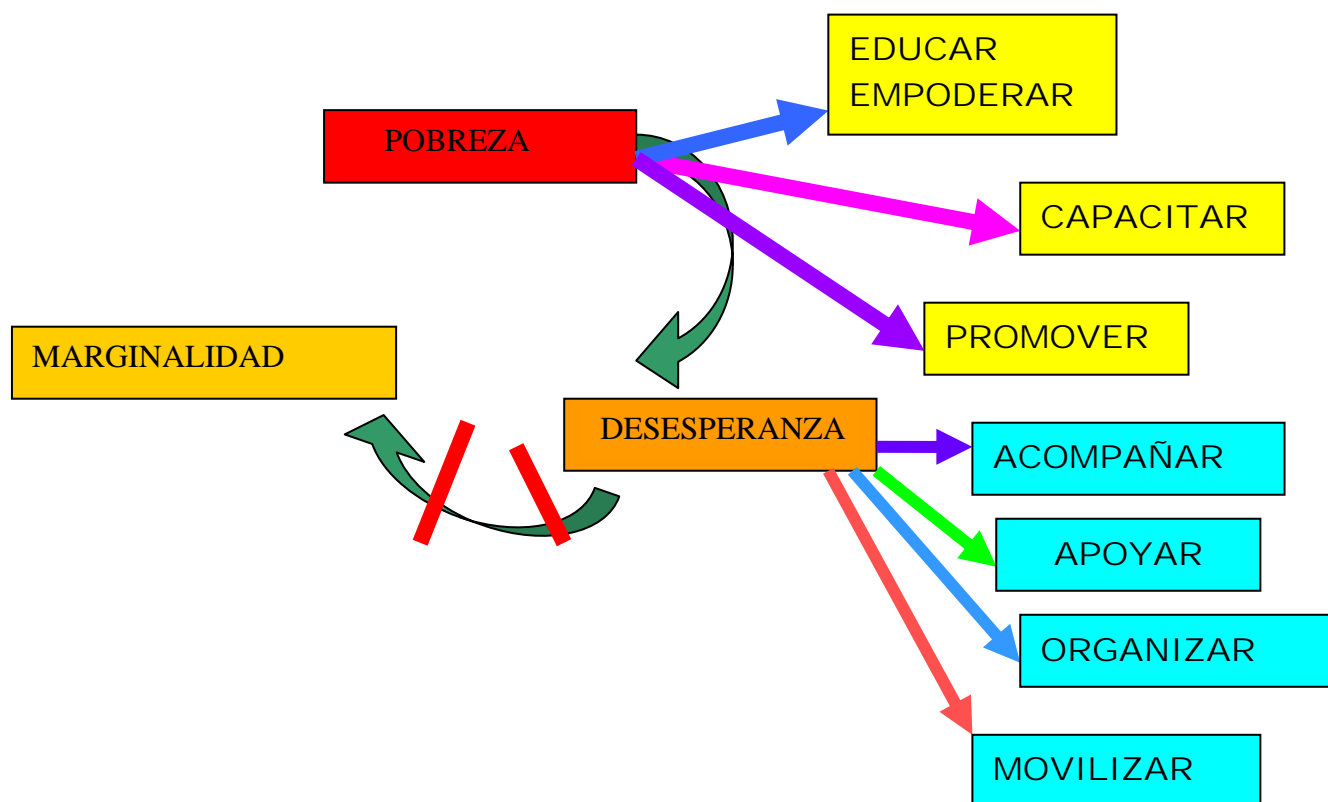 EDUCAR
EMPODERAR
POBREZA
CAPACITAR
PROMOVER
MARGINALIDAD
DESESPERANZA
ACOMPAÑAR
APOYAR
ORGANIZAR
MOVILIZAR